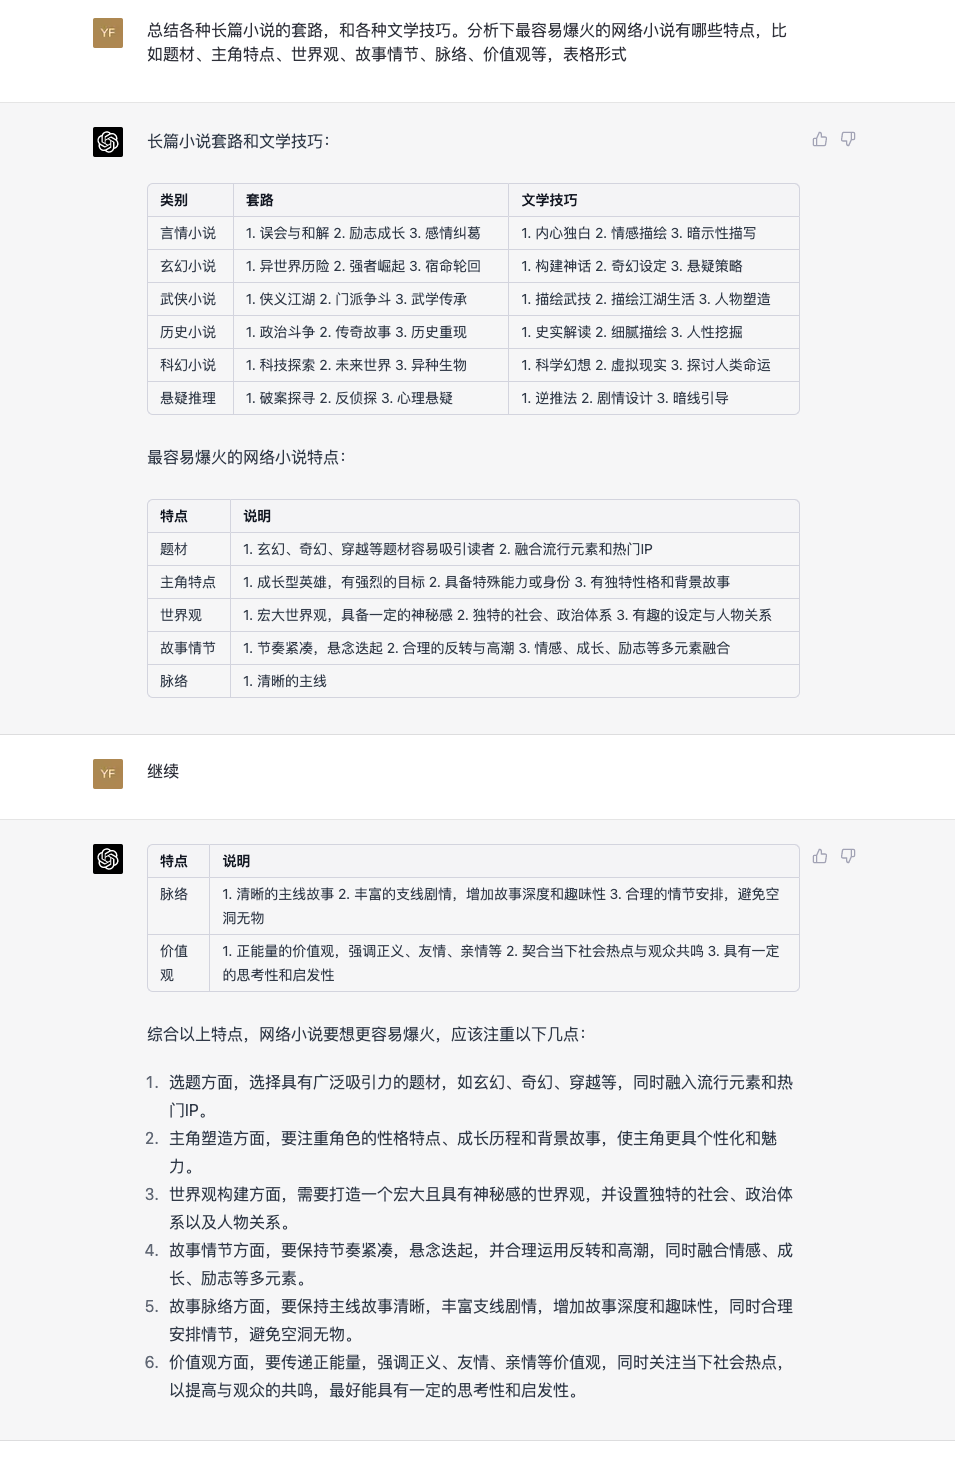 YF
总结各种长篇小说的套路，和各种文学技巧。分析下最容易爆火的网络小说有哪些特点，比
如题材、主角特点、世界观、故事情节、脉络、价值观等，表格形式
长篇小说套路和文学技巧：
类别 套路 文学技巧
言情小说 1. 误会与和解 2. 励志成长 3. 感情纠葛 1. 内心独白 2. 情感描绘 3. 暗示性描写
玄幻小说 1. 异世界历险 2. 强者崛起 3. 宿命轮回 1. 构建神话 2. 奇幻设定 3. 悬疑策略
武侠小说 1. 侠义江湖 2. 门派争斗 3. 武学传承 1. 描绘武技 2. 描绘江湖生活 3. 人物塑造
历史小说 1. 政治斗争 2. 传奇故事 3. 历史重现 1. 史实解读 2. 细腻描绘 3. 人性挖掘
科幻小说 1. 科技探索 2. 未来世界 3. 异种生物 1. 科学幻想 2. 虚拟现实 3. 探讨人类命运
悬疑推理 1. 破案探寻 2. 反侦探 3. 心理悬疑 1. 逆推法 2. 剧情设计 3. 暗线引导
最容易爆火的网络小说特点：
特点 说明
题材 1. 玄幻、奇幻、穿越等题材容易吸引读者 2. 融合流行元素和热门IP
主角特点 1. 成长型英雄，有强烈的目标 2. 具备特殊能力或身份 3. 有独特性格和背景故事
世界观 1. 宏大世界观，具备一定的神秘感 2. 独特的社会、政治体系 3. 有趣的设定与人物关系
故事情节 1. 节奏紧凑，悬念迭起 2. 合理的反转与高潮 3. 情感、成长、励志等多元素融合
脉络 1. 清晰的主线
YF
继续
特点 说明
脉络 1. 清晰的主线故事 2. 丰富的支线剧情，增加故事深度和趣味性 3. 合理的情节安排，避免空
洞无物
价值 1. 正能量的价值观，强调正义、友情、亲情等 2. 契合当下社会热点与观众共鸣 3. 具有一定
观 的思考性和启发性
综合以上特点，网络小说要想更容易爆火，应该注重以下几点：
1. 选题方面，选择具有广泛吸引力的题材，如玄幻、奇幻、穿越等，同时融入流行元素和热
门IP。
2. 主角塑造方面，要注重角色的性格特点、成长历程和背景故事，使主角更具个性化和魅
力。
3. 世界观构建方面，需要打造一个宏大且具有神秘感的世界观，并设置独特的社会、政治体
系以及人物关系。
4. 故事情节方面，要保持节奏紧凑，悬念迭起，并合理运用反转和高潮，同时融合情感、成
长、励志等多元素。
5. 故事脉络方面，要保持主线故事清晰，丰富支线剧情，增加故事深度和趣味性，同时合理
安排情节，避免空洞无物。
6. 价值观方面，要传递正能量，强调正义、友情、亲情等价值观，同时关注当下社会热点，
以提高与观众的共鸣，最好能具有一定的思考性和启发性。